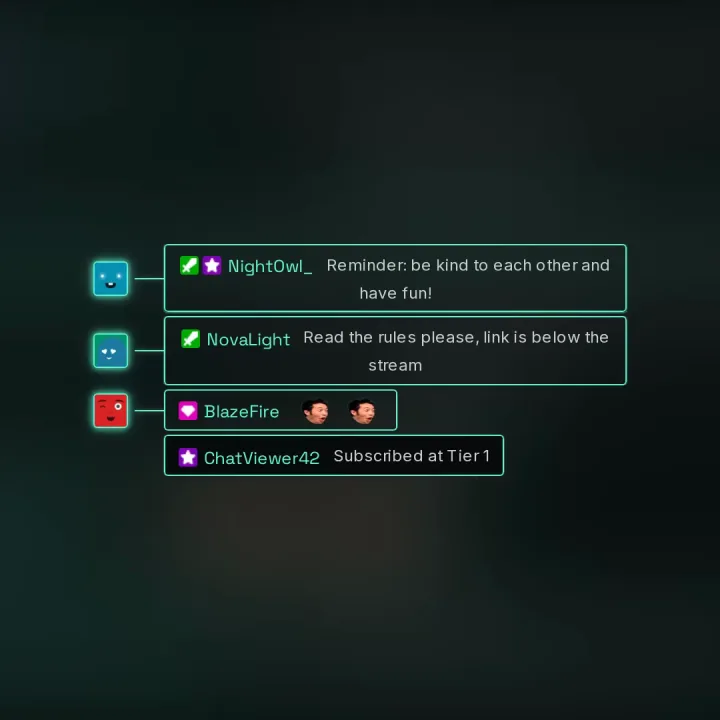 NightOwl_ Reminder: be kind to each other and
have fun!
NovaLight Read the rules please, link is below the
stream
BlazeFire
ChatViewer42 Subscribed at Tier 1